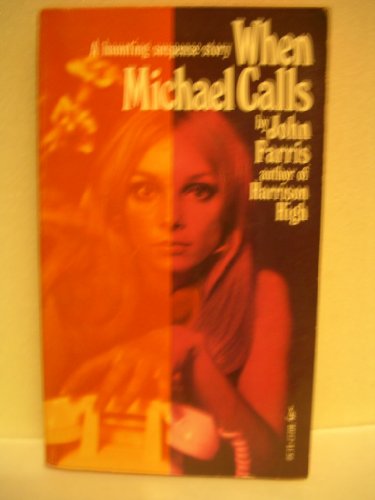 A haunting suspense story When
Michael Calls
by John
Farris
author of
Harrison
High